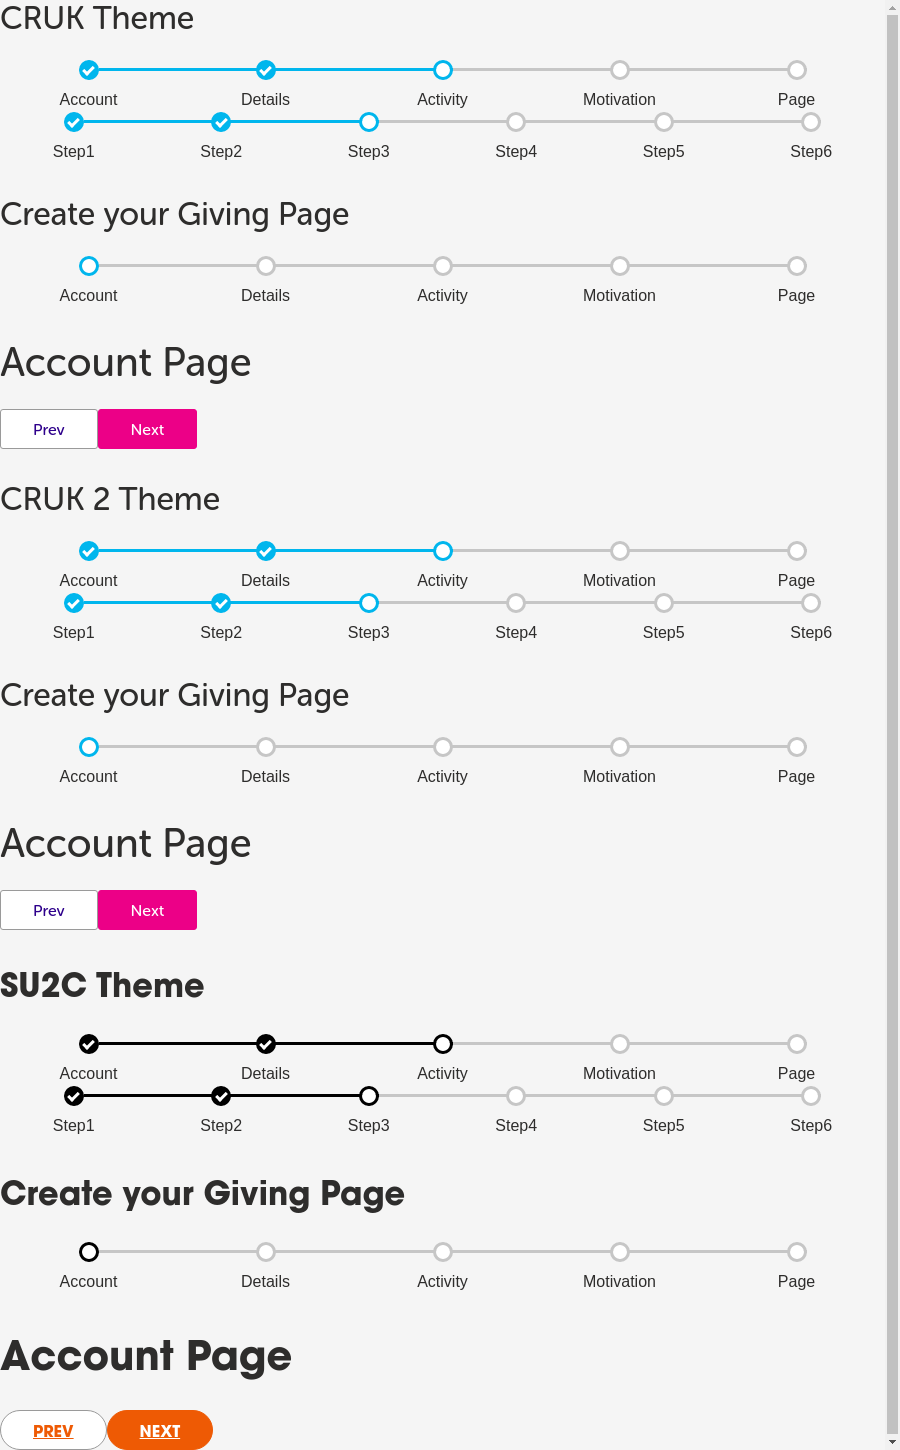 CRUK Theme
Account Details Activity Motivation Page
Step1 Step2 Step3 Step4 Step5 Step6
Create your Giving Page
Account Details Activity Motivation Page
Account Page
Prev Next
CRUK 2 Theme
Account Details Activity Motivation Page
Step1 Step2 Step3 Step4 Step5 Step6
Create your Giving Page
Account Details Activity Motivation Page
Account Page
Prev Next
SU2C Theme
Account Details Activity Motivation Page
Step1 Step2 Step3 Step4 Step5 Step6
Create your Giving Page
Account Details Activity Motivation Page
Account Page
PREV NEXT